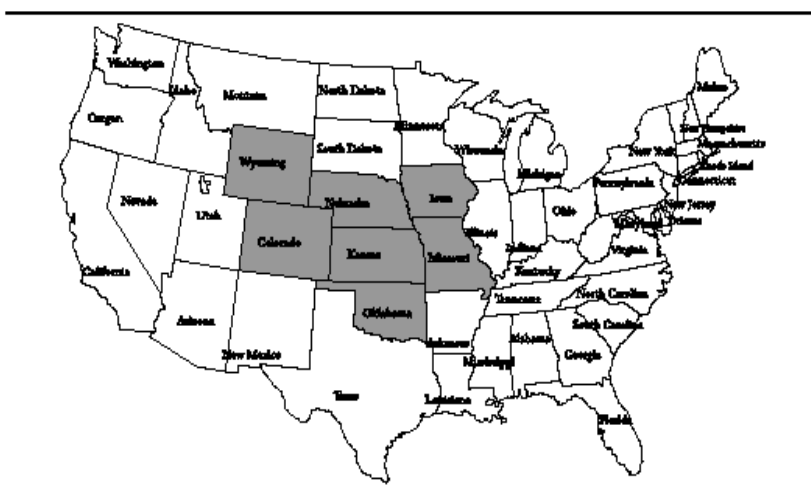 Washington
Idaho
Montana
North Dakota
Minnesota
Maine
Oregon
Wyoming
South Dakota
Wisconsin
Michigan
New York
New Hampshire
Massachusetts
Rhode Island
Connecticut
Nevada
Utah
Colorado
Nebraska
Iowa
Illinois
Indiana
Ohio
Pennsylvania
New Jersey
Maryland
California
Kansas
Missouri
Kentucky
Virginia
Arizona
New Mexico
Oklahoma
Arkansas
Tennessee
North Carolina
South Carolina
Texas
Louisiana
Mississippi
Alabama
Georgia
Florida